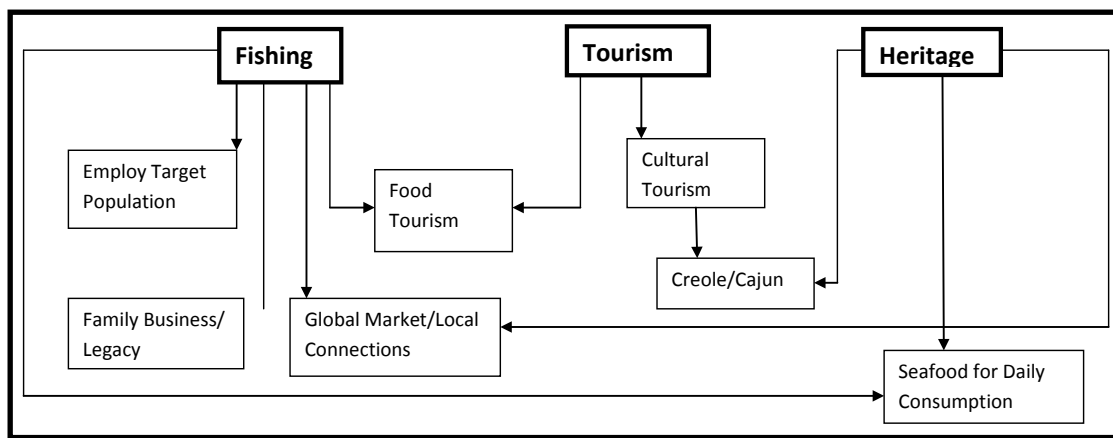 Fishing
Tourism
Heritage
Employ Target
Population
Food
Tourism
Cultural
Tourism
Creole/Cajun
Family Business/
Legacy
Global Market/Local
Connections
Seafood for Daily
Consumption